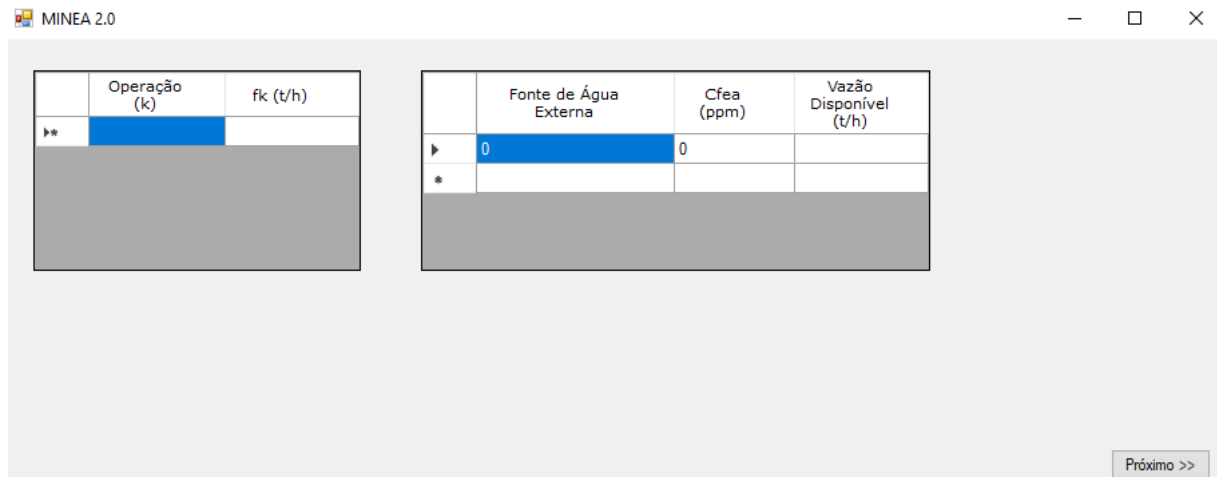 MINEA 2.0
Operação
(k)
fk (t/h)
Fonte de Água
Externa
Cfea
(ppm)
Vazão
Disponível
(t/h)
0
0
Próximo >>